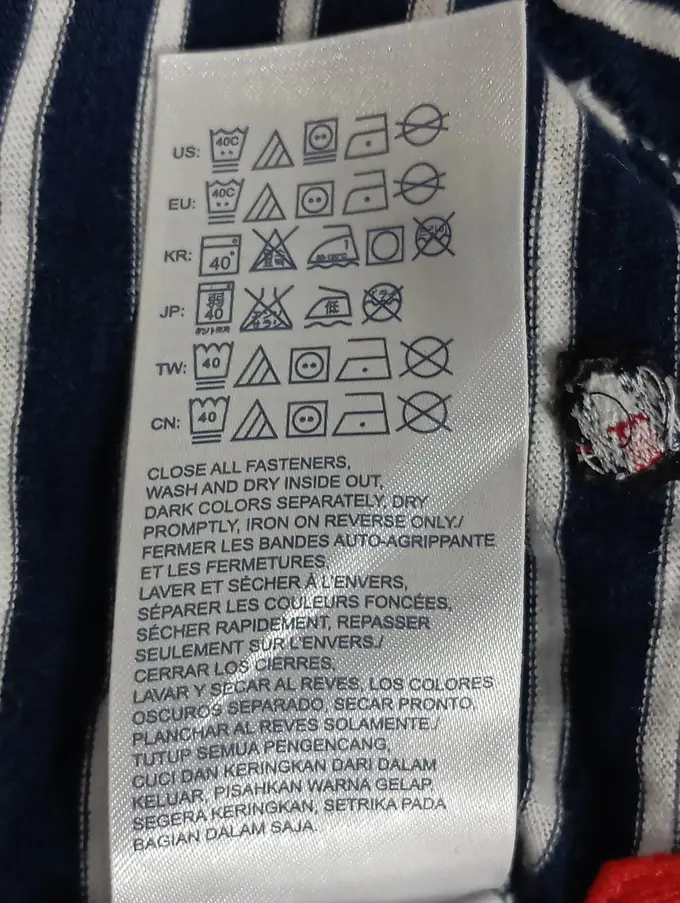 US: 40C
EU: 40C
KR: 40° 80-120°C
JP: 弱 40 低
TW: 40
CN: 40
CLOSE ALL FASTENERS,
WASH AND DRY INSIDE OUT,
DARK COLORS SEPARATELY, DRY
PROMPTLY, IRON ON REVERSE ONLY./
FERMER LES BANDES AUTO-AGRIPPANTE
ET LES FERMETURES,
LAVER ET SÉCHER À L'ENVERS,
SÉPARER LES COULEURS FONCÉES,
SÉCHER RAPIDEMENT, REPASSER
SEULEMENT SUR L'ENVERS./
CERRAR LOS CIERRES,
LAVAR Y SECAR AL REVES, LOS COLORES
OSCUROS SEPARADO, SECAR PRONTO,
PLANCHAR AL REVES SOLAMENTE./
TUTUP SEMUA PENGENCANG,
CUCI DAN KERINGKAN DARI DALAM
KELUAR, PISAHKAN WARNA GELAP.
SEGERA KERINGKAN, SETRIKA PADA
BAGIAN DALAM SAJA.